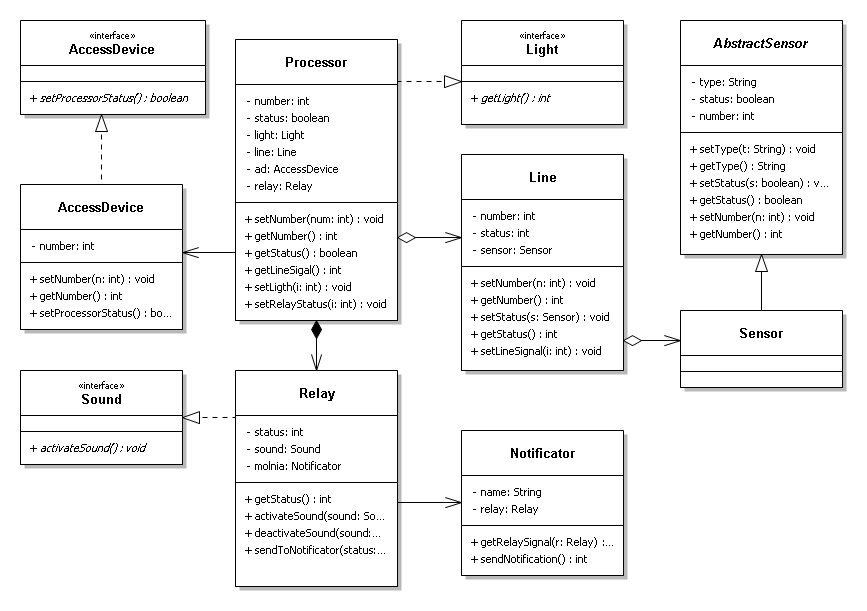 «interface»
AccessDevice
+ setProcessorStatus() : boolean
AccessDevice
- number: int
+ setNumber(n: int) : void
+ getNumber() : int
+ setProcessorStatus() : bo...
«interface»
Sound
+ activateSound() : void
Processor
- number: int
- status: boolean
- light: Light
- line: Line
- ad: AccessDevice
- relay: Relay
+ setNumber(num: int) : void
+ getNumber() : int
+ getStatus() : boolean
+ getLineSigal() : int
+ setLigth(i: int) : void
+ setRelayStatus(i: int) : void
Relay
- status: int
- sound: Sound
- molnia: Notificator
+ getStatus() : int
+ activateSound(sound: So...
+ deactivateSound(sound:...
+ sendToNotificator(status:...
«interface»
Light
+ getLight() : int
Line
- number: int
- status: int
- sensor: Sensor
+ setNumber(n: int) : void
+ getNumber() : int
+ setStatus(s: Sensor) : void
+ getStatus() : int
+ setLineSignal(i: int) : void
Notificator
- name: String
- relay: Relay
+ getRelaySignal(r: Relay) :...
+ sendNotification() : int
AbstractSensor
- type: String
- status: boolean
- number: int
+ setType(t: String) : void
+ getType() : String
+ setStatus(s: boolean) : v...
+ getStatus() : boolean
+ setNumber(n: int) : void
+ getNumber() : int
Sensor